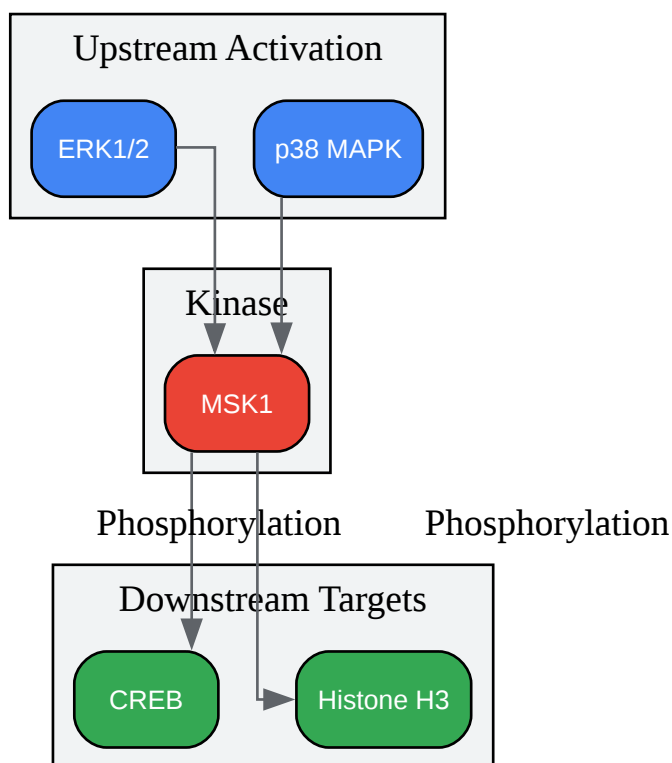 Upstream Activation
ERK1/2
p38 MAPK
Kinase
MSK1
Phosphorylation
Phosphorylation
Downstream Targets
CREB
Histone H3